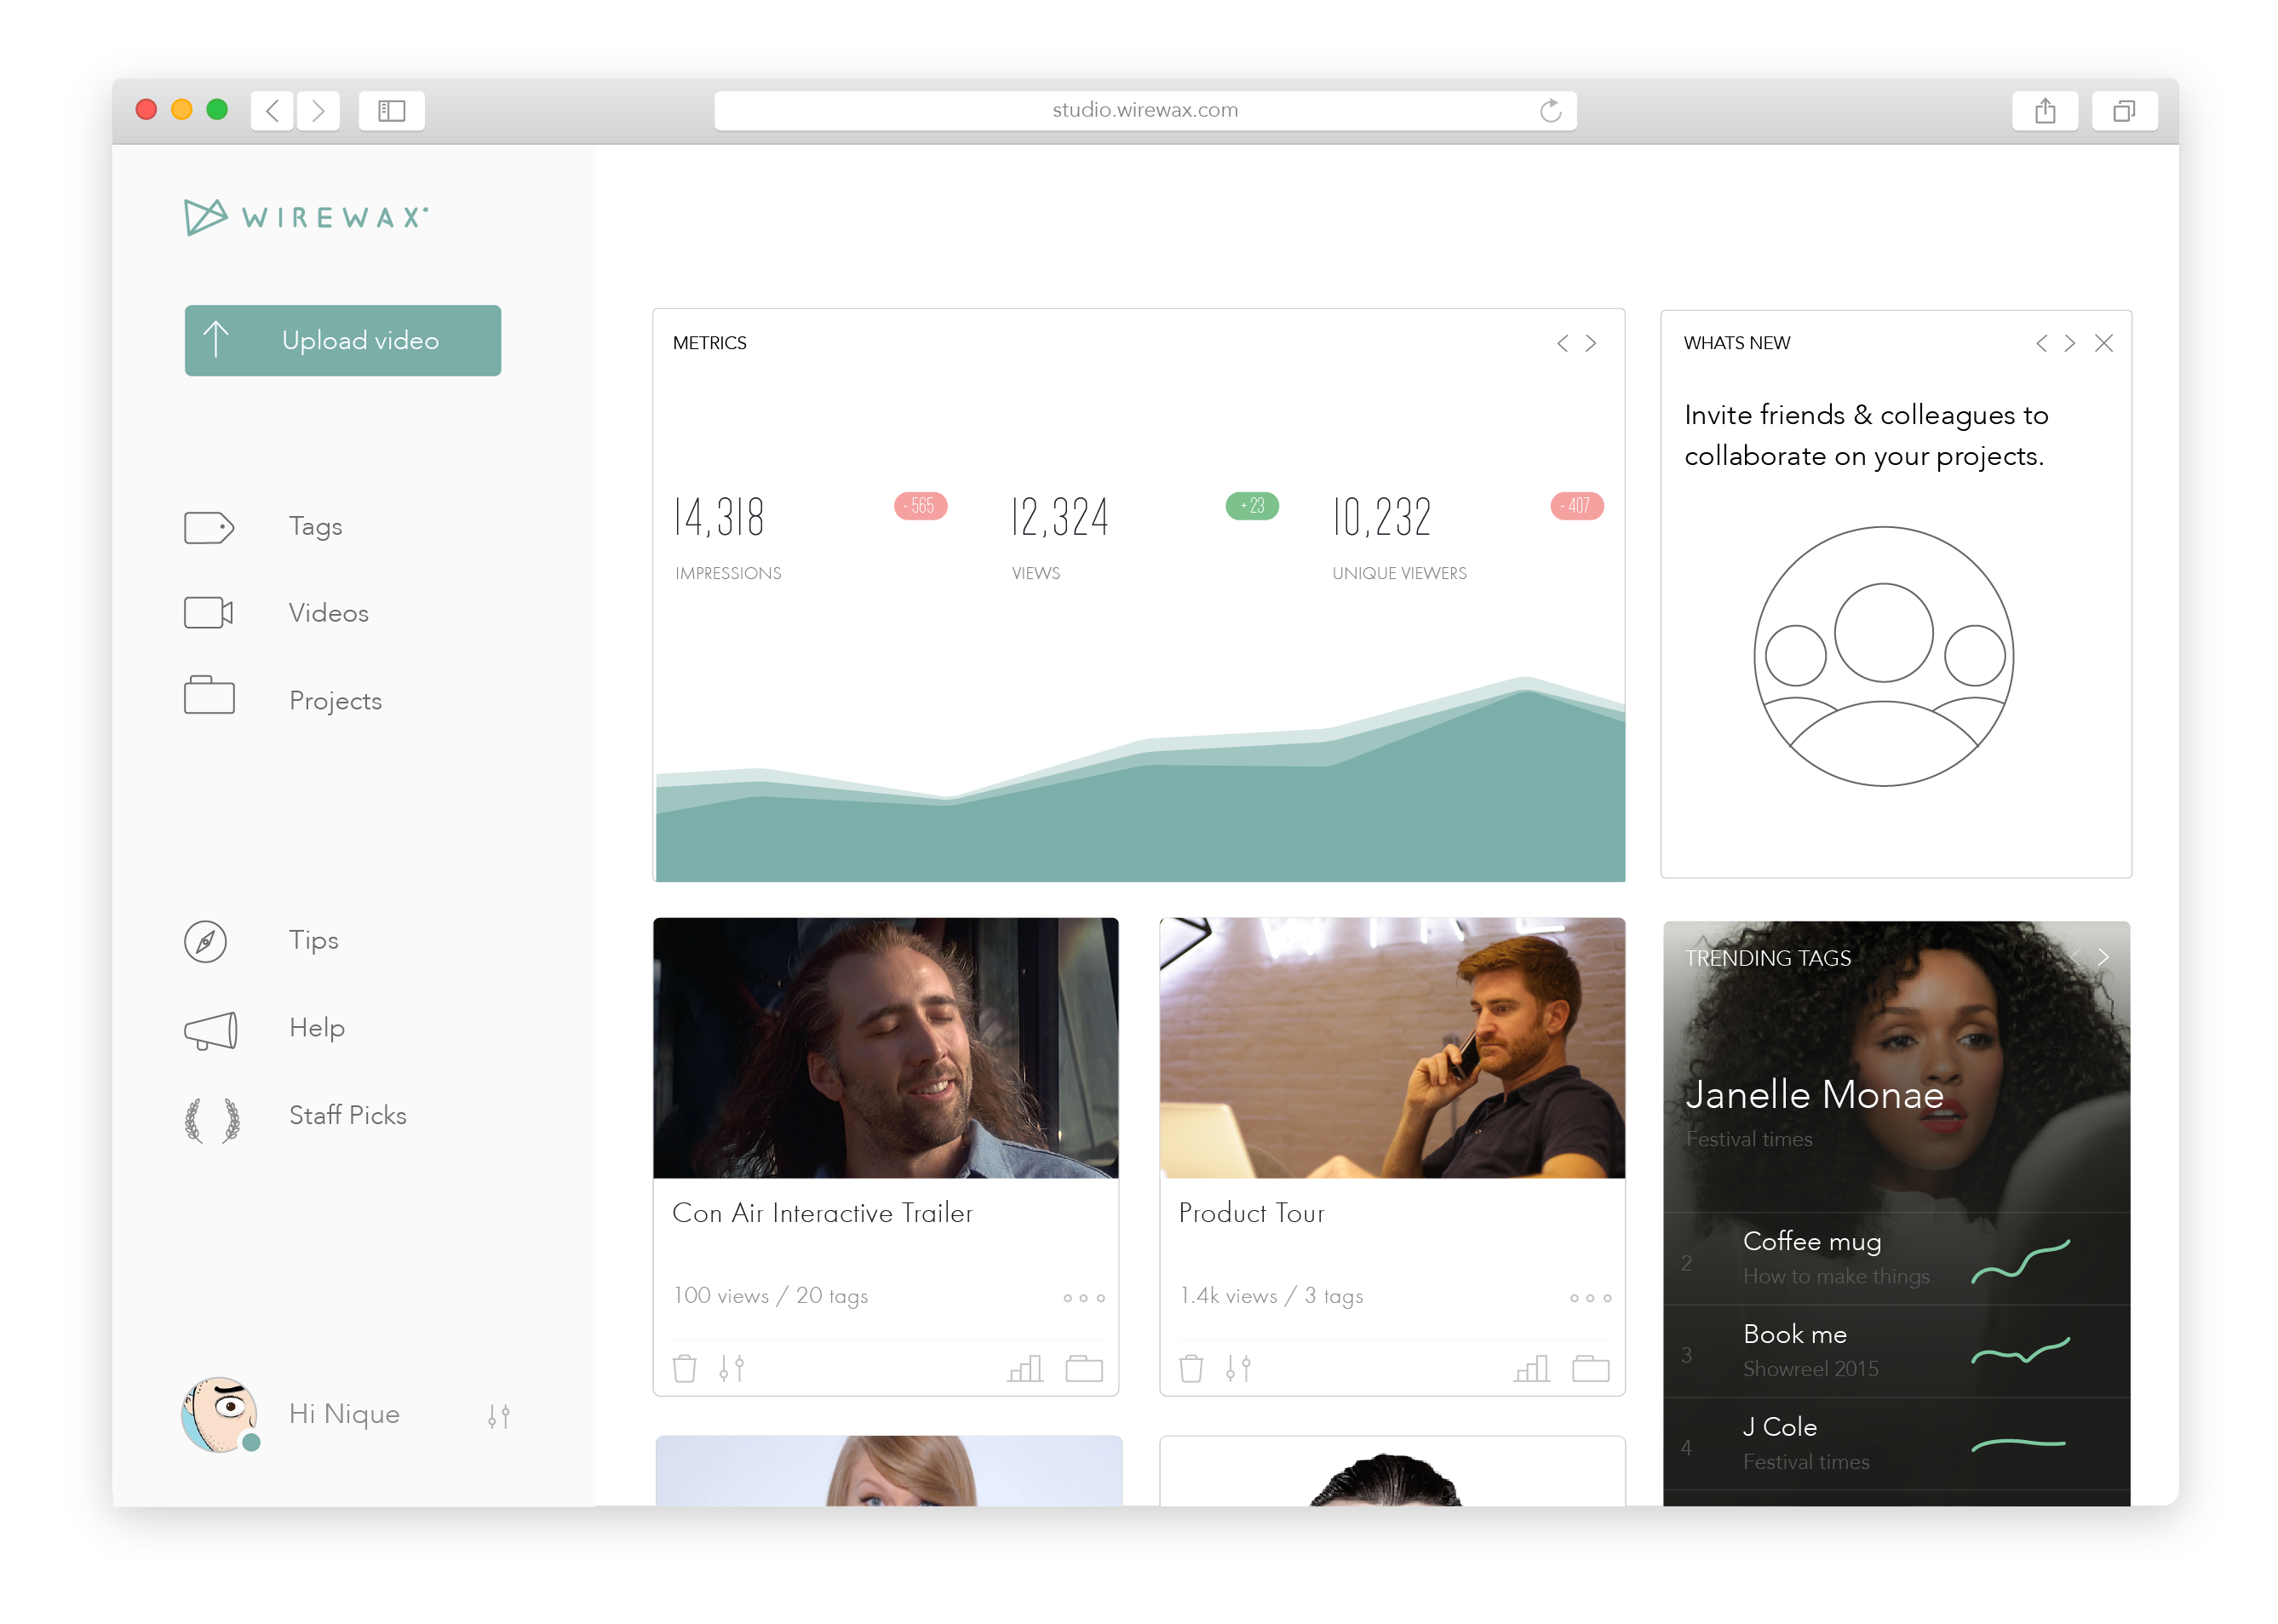 studio.wirewax.com
WIREWAX
Upload video
Tags
Videos
Projects
Tips
Help
Staff Picks
Hi Nique
METRICS
14,318
- 565
IMPRESSIONS
12,324
+ 23
VIEWS
10,232
- 407
UNIQUE VIEWERS
WHATS NEW
Invite friends & colleagues to
collaborate on your projects.
WIRE
Con Air Interactive Trailer
100 views / 20 tags
Product Tour
1.4k views / 3 tags
TRENDING TAGS
Janelle Monae
Festival times
2
Coffee mug
How to make things
3
Book me
Showreel 2015
4
J Cole
Festival times